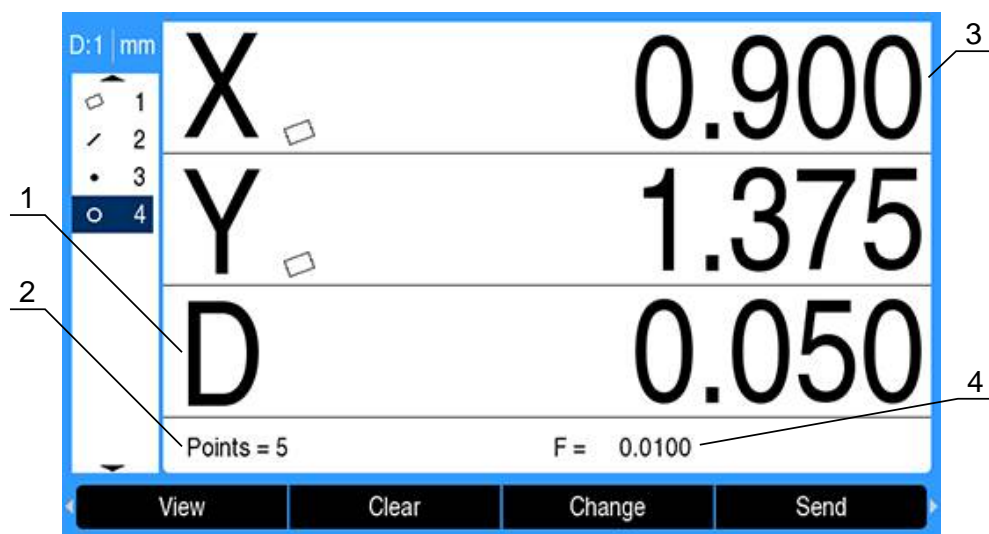 3
D:1 mm
X 0.900
1
2
3
4
1
Y 1.375
2
D 0.050
4
Points = 5 F = 0.0100
View Clear Change Send